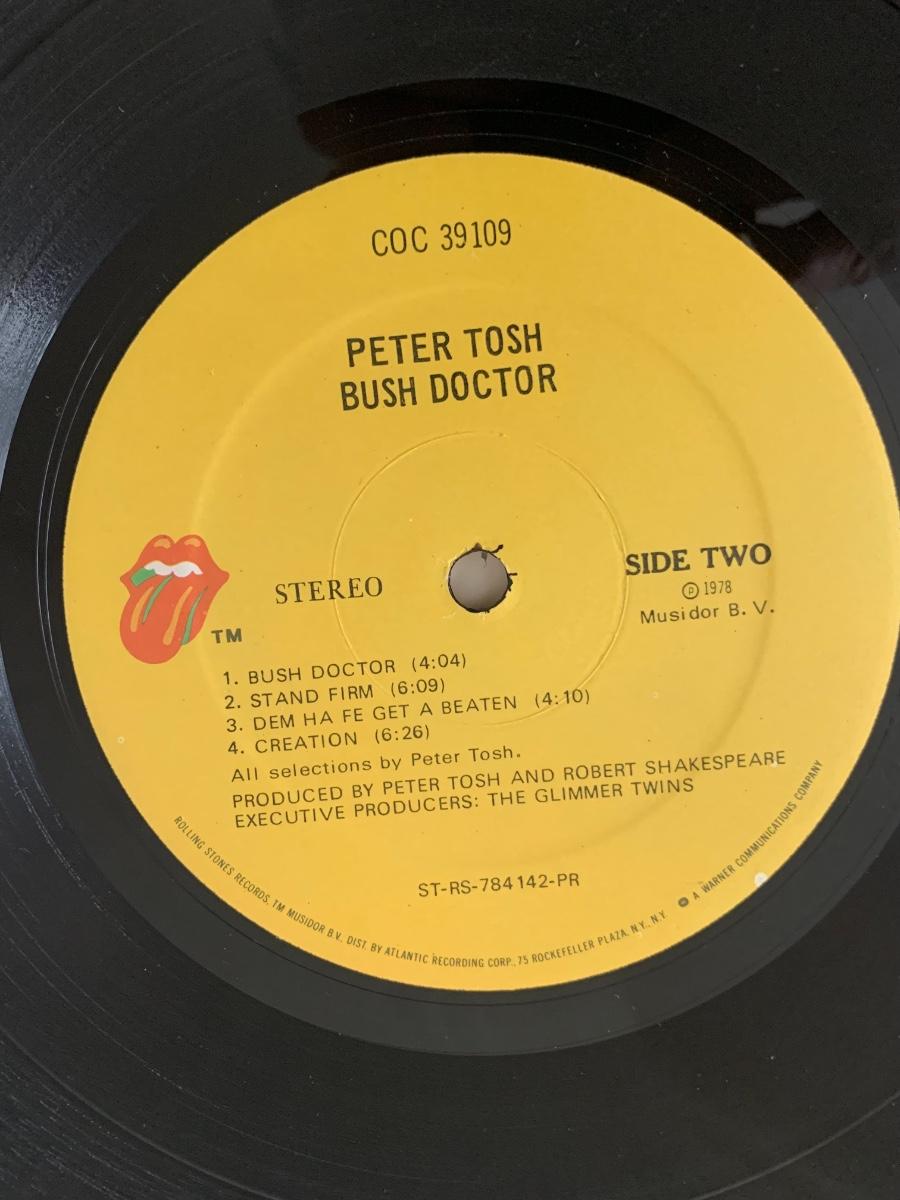 COC 39109
PETER TOSH
BUSH DOCTOR
STEREO
SIDE TWO
℗ 1978
Musidor B. V.
TM
1. BUSH DOCTOR (4:04)
2. STAND FIRM (6:09)
3. DEM HA FE GET A BEATEN (4:10)
4. CREATION (6:26)
All selections by Peter Tosh.
PRODUCED BY PETER TOSH AND ROBERT SHAKESPEARE
EXECUTIVE PRODUCERS: THE GLIMMER TWINS
ST-RS-784142-PR
ROLLING STONES RECORDS, TM MUSIDOR B.V. DIST. BY ATLANTIC RECORDING CORP., 75 ROCKEFELLER PLAZA, N.Y., N.Y. A WARNER COMMUNICATIONS COMPANY